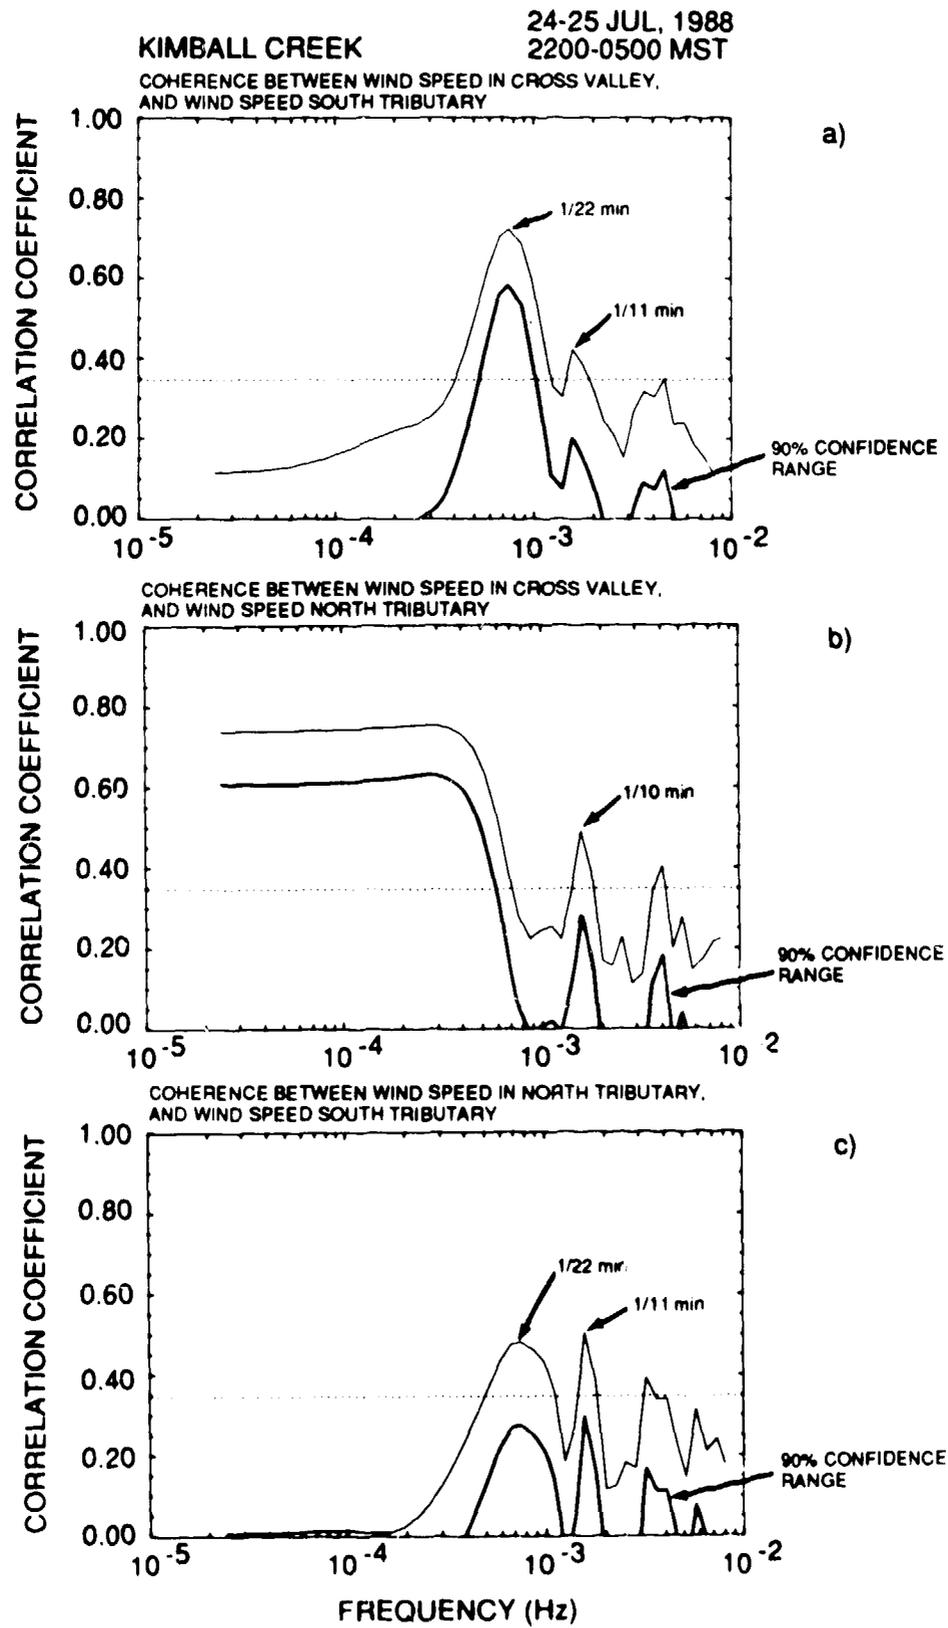 KIMBALL CREEK
24-25 JUL, 1988
2200-0500 MST
COHERENCE BETWEEN WIND SPEED IN CROSS VALLEY,
AND WIND SPEED SOUTH TRIBUTARY
a)
CORRELATION COEFFICIENT
1.00
0.80
0.60
0.40
0.20
0.00
1/22 min
1/11 min
90% CONFIDENCE
RANGE
10-5
10-4
10-3
10-2
COHERENCE BETWEEN WIND SPEED IN CROSS VALLEY,
AND WIND SPEED NORTH TRIBUTARY
b)
CORRELATION COEFFICIENT
1.00
0.80
0.60
0.40
0.20
0.00
1/10 min
90% CONFIDENCE
RANGE
10-5
10-4
10-3
10-2
COHERENCE BETWEEN WIND SPEED IN NORTH TRIBUTARY,
AND WIND SPEED SOUTH TRIBUTARY
c)
CORRELATION COEFFICIENT
1.00
0.80
0.60
0.40
0.20
0.00
1/22 min
1/11 min
90% CONFIDENCE
RANGE
10-5
10-4
10-3
10-2
FREQUENCY (Hz)